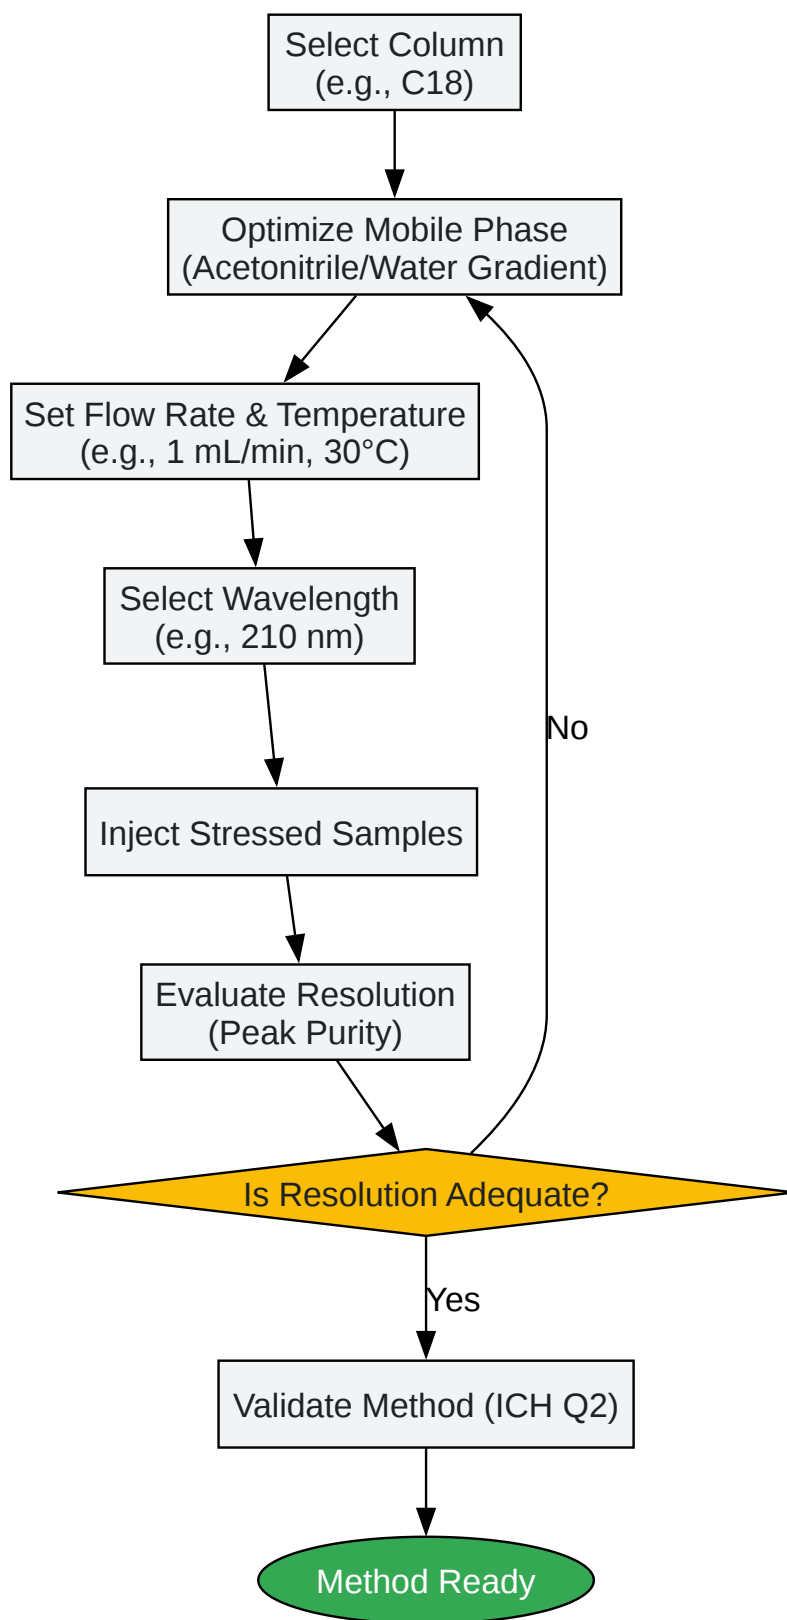 Select Column
(e.g., C18)
Optimize Mobile Phase
(Acetonitrile/Water Gradient)
Set Flow Rate & Temperature
(e.g., 1 mL/min, 30°C)
Select Wavelength
(e.g., 210 nm)
No
Inject Stressed Samples
Evaluate Resolution
(Peak Purity)
Is Resolution Adequate?
Yes
Validate Method (ICH Q2)
Method Ready